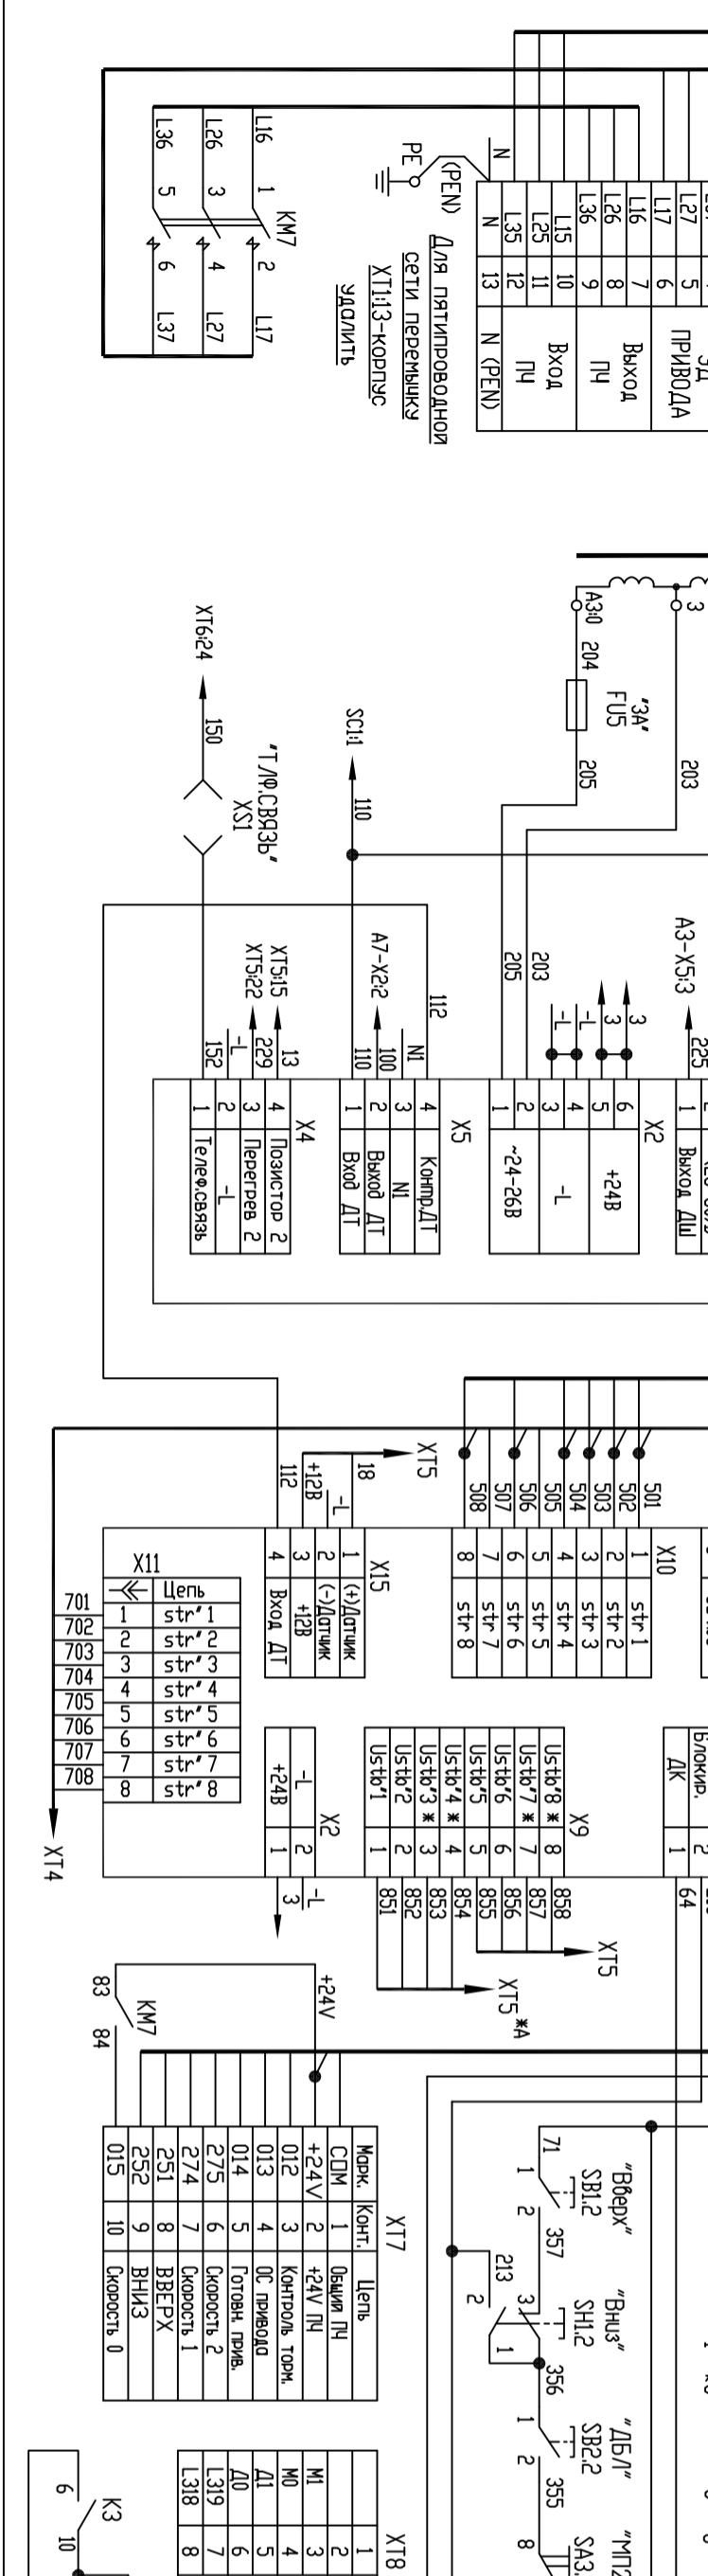 L27
5
L17
6
ПРИВОДА
L16
7
L26
8
Выход
ПЧ
L36
9
L15
10
L25
11
Вход
ПЧ
L35
12
N
13
N (PEN)
N
(PEN)
PE
Для пятипроводной
сети перемычку
XT1:13-корпус
удалить
KM7
L16
1
2
L17
L26
3
4
L27
L36
5
6
L37
3
A3:0
204
"3А"
FU5
205
203
SC1:1
110
XT6:24
150
"ТЛФ.СВЯЗЬ"
XS1
A3-X5:3
225
1
Выход ДШ
X2
3
6
+24В
3
5
-L
4
-L
-L
3
203
2
~24-26В
205
1
X5
112
4
Контр.ДТ
N1
3
N1
A7-X2:2
100
2
Выход ДТ
110
1
Вход ДТ
X4
XT5:15
13
4
Позистор 2
XT5:22
229
3
Перегрев 2
-L
2
-L
152
1
Телеф.связь
X10
501
1
str 1
502
2
str 2
503
3
str 3
504
4
str 4
505
5
str 5
506
6
str 6
507
7
str 7
508
8
str 8
XT5
X15
18
1
(+)Датчик
-L
2
(-)Датчик
+12В
3
+12В
112
4
Вход ДТ
X11
Цепь
701
1
str' 1
702
2
str' 2
703
3
str' 3
704
4
str' 4
705
5
str' 5
706
6
str' 6
707
7
str' 7
708
8
str' 8
XT4
Блокир.
ДК
2
1
64
X9
Ustb'8 *
8
858
Ustb'7 *
7
857
Ustb'6
6
856
Ustb'5
5
855
Ustb'4 *
4
854
Ustb'3 *
3
853
Ustb'2
2
852
Ustb'1
1
851
XT5
XT5 *A
X2
-L
2
-L
+24В
1
3
+24V
KM7
83
84
XT7
Марк.
Конт.
Цепь
COM
1
Общий ПЧ
+24V
2
+24V ПЧ
012
3
Контроль торм.
013
4
ОС привода
014
5
Готовн. прив.
275
6
Скорость 2
274
7
Скорость 1
251
8
ВВЕРХ
252
9
ВНИЗ
015
10
Скорость 0
71
"Вверх"
SB1.2
1
2
357
213
"Вниз"
SH1.2
3
2
1
356
"ДБЛ"
SB2.2
1
2
355
8
XT8
1
2
M1
3
M0
4
Д1
5
Д0
6
L319
7
L318
8
K3
6
10